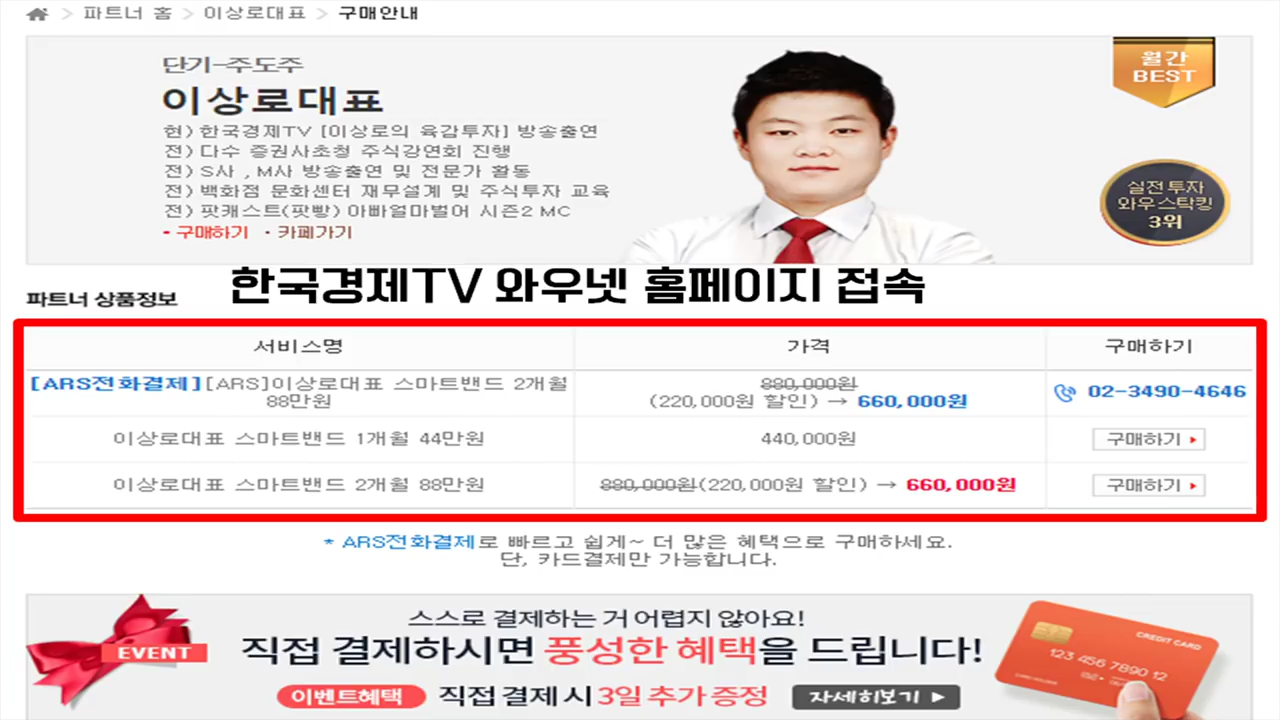 파트너 홈 > 이상로대표 > 구매안내
단기-주도주
이상로대표
현) 한국경제TV [이상로의 육감투자] 방송출연
전) 다수 증권사초청 주식강연회 진행
전) S사 , M사 방송출연 및 전문가 활동
전) 백화점 문화센터 재무설계 및 주식투자 교육
전) 팟캐스트(팟빵) 아빠얼마벌어 시즌2 MC
· 구매하기 · 카페가기
월간
BEST
실전투자
와우스탁킹
3위
한국경제TV 와우넷 홈페이지 접속
파트너 상품정보
서비스명 가격 구매하기
[ARS전화결제][ARS]이상로대표 스마트밴드 2개월
88만원
880,000원
(220,000원 할인) → 660,000원
02-3490-4646
이상로대표 스마트밴드 1개월 44만원 440,000원 구매하기
이상로대표 스마트밴드 2개월 88만원 880,000원(220,000원 할인) → 660,000원 구매하기
* ARS전화결제로 빠르고 쉽게~ 더 많은 혜택으로 구매하세요.
단, 카드결제만 가능합니다.
EVENT
스스로 결제하는 거 어렵지 않아요!
직접 결제하시면 풍성한 혜택을 드립니다!
이벤트혜택 직접 결제 시 3일 추가 증정 자세히보기 ▶
CREDIT CARD
123 456 7890 12